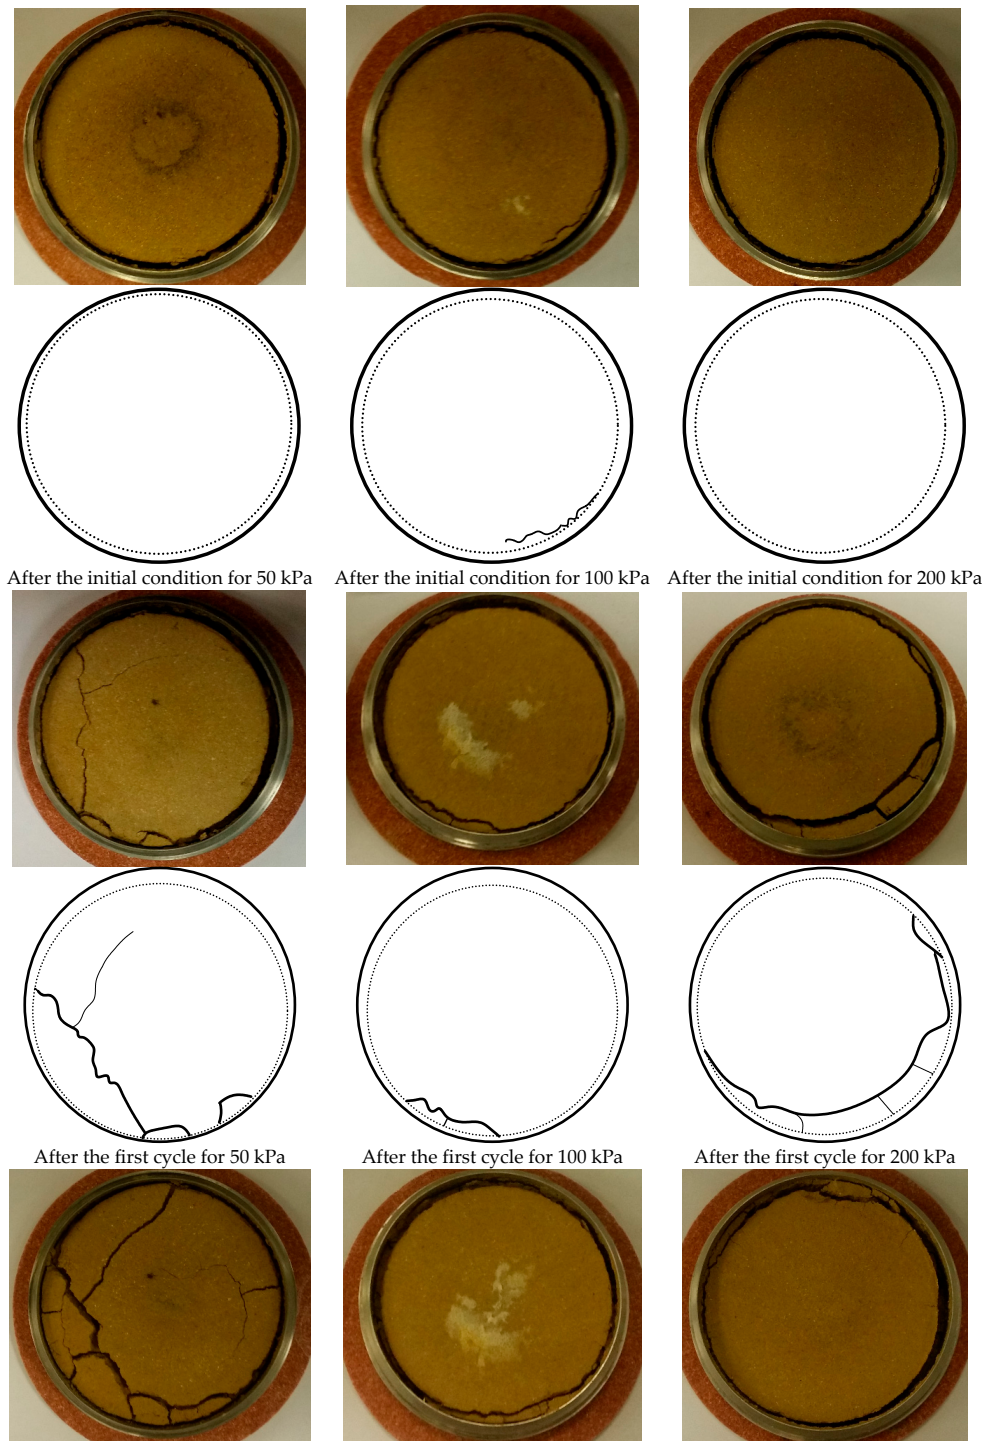 After the initial condition for 50 kPa
After the initial condition for 100 kPa
After the initial condition for 200 kPa
After the first cycle for 50 kPa
After the first cycle for 100 kPa
After the first cycle for 200 kPa